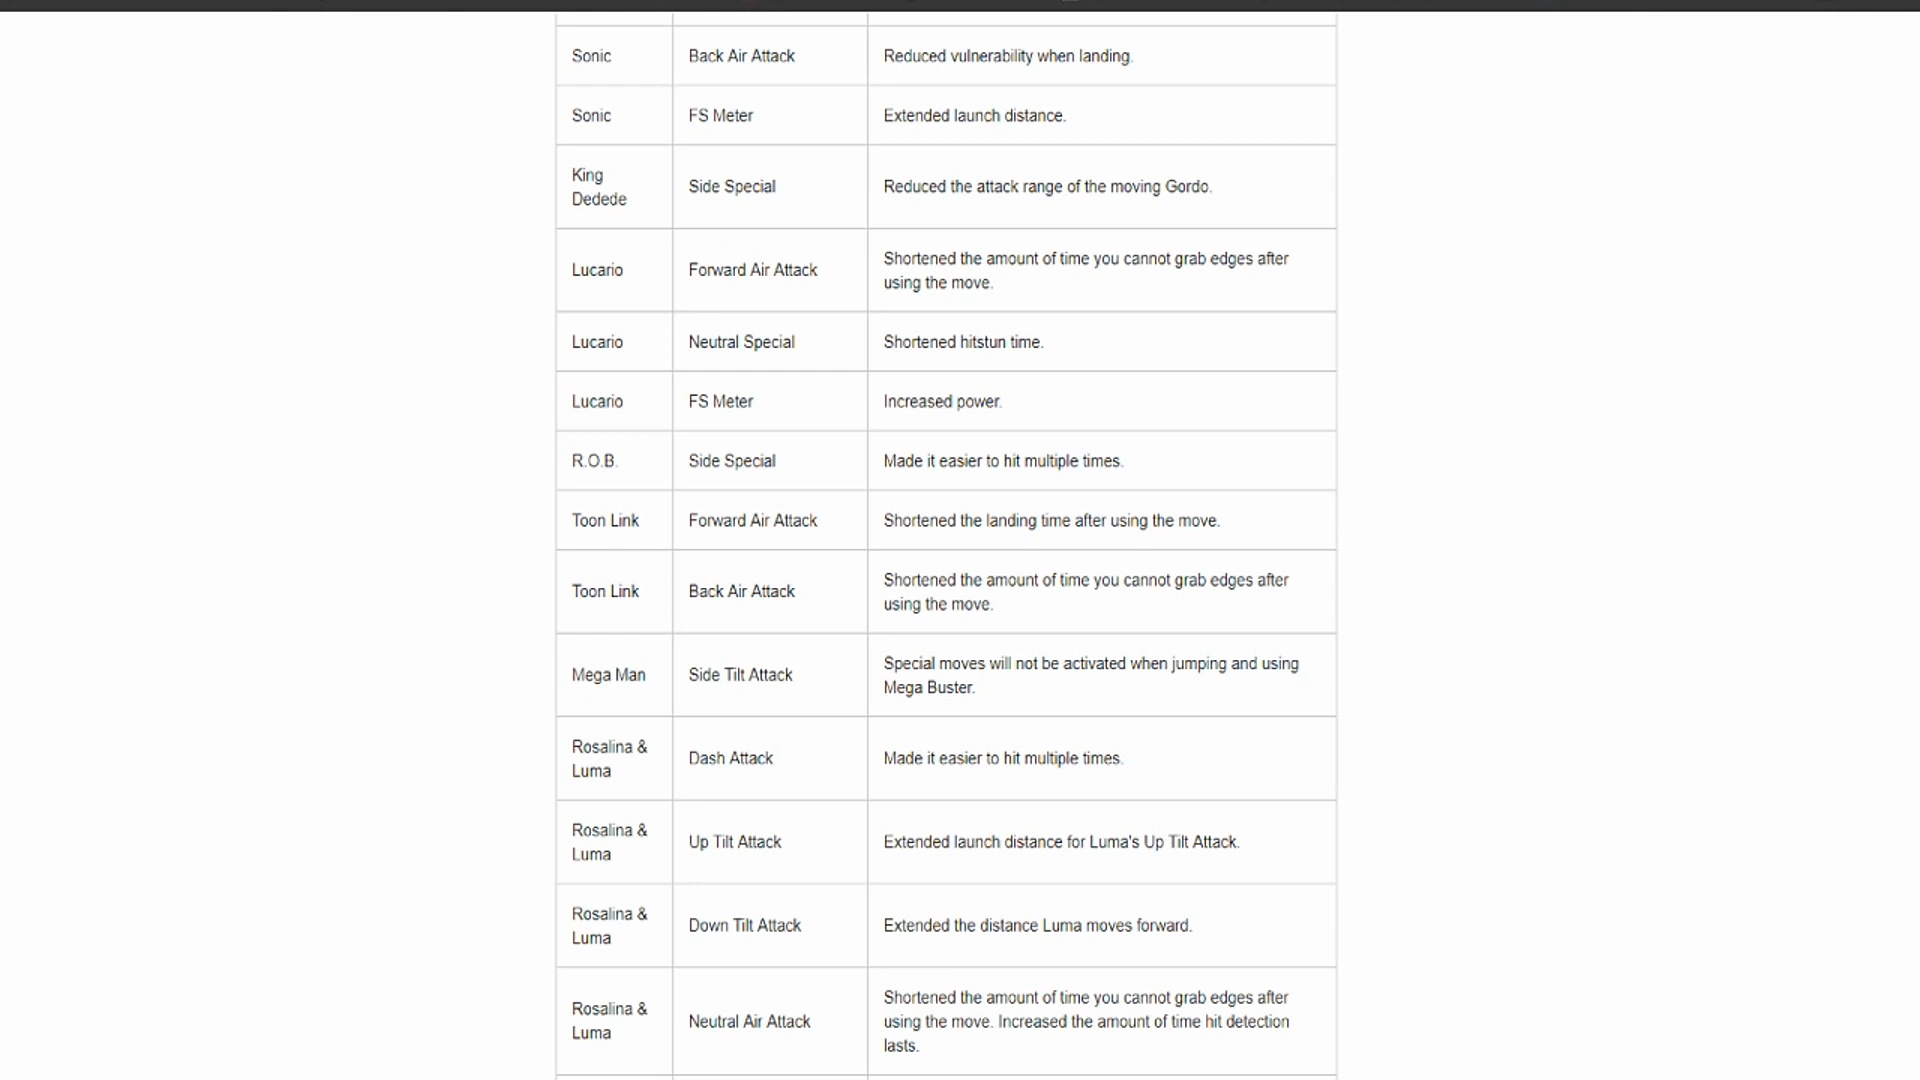 Sonic
Back Air Attack
Reduced vulnerability when landing.
Sonic
FS Meter
Extended launch distance.
King
Dedede
Side Special
Reduced the attack range of the moving Gordo.
Lucario
Forward Air Attack
Shortened the amount of time you cannot grab edges after
using the move.
Lucario
Neutral Special
Shortened hitstun time.
Lucario
FS Meter
Increased power.
R.O.B.
Side Special
Made it easier to hit multiple times.
Toon Link
Forward Air Attack
Shortened the landing time after using the move.
Toon Link
Back Air Attack
Shortened the amount of time you cannot grab edges after
using the move.
Mega Man
Side Tilt Attack
Special moves will not be activated when jumping and using
Mega Buster.
Rosalina &
Luma
Dash Attack
Made it easier to hit multiple times.
Rosalina &
Luma
Up Tilt Attack
Extended launch distance for Luma's Up Tilt Attack.
Rosalina &
Luma
Down Tilt Attack
Extended the distance Luma moves forward.
Rosalina &
Luma
Neutral Air Attack
Shortened the amount of time you cannot grab edges after
using the move. Increased the amount of time hit detection
lasts.